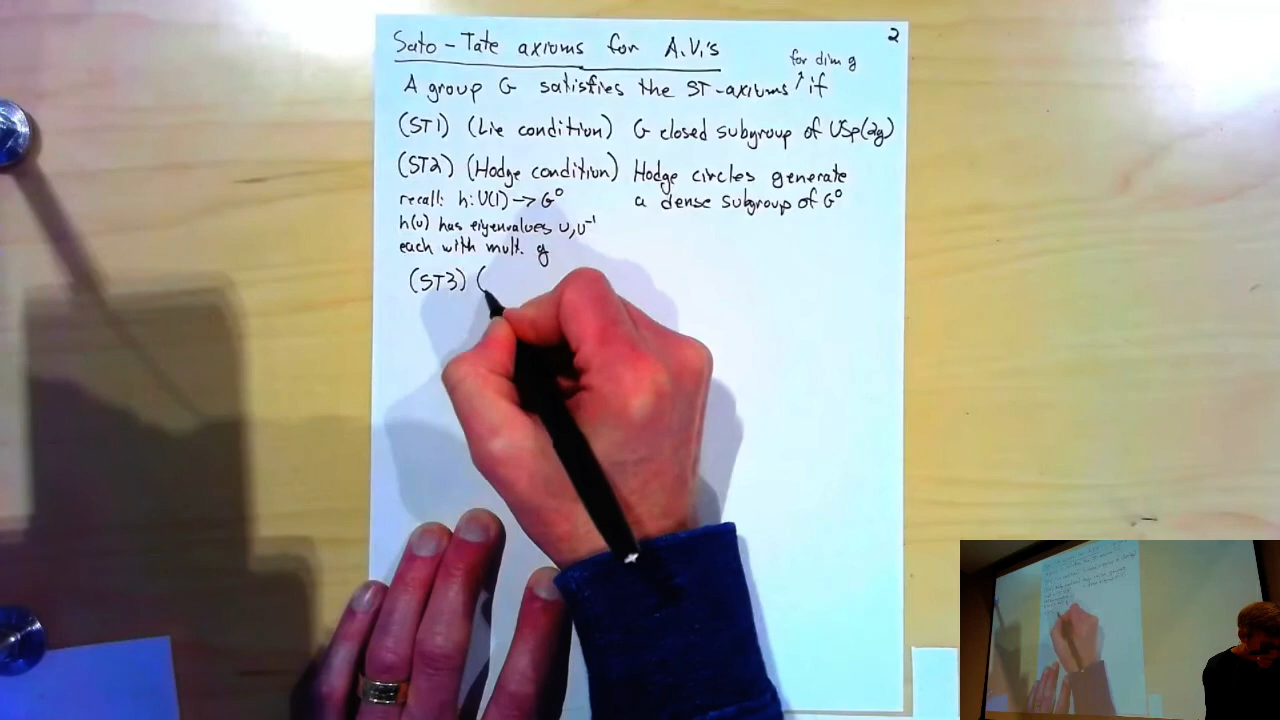 2
Sato-Tate axioms for A.V.'s
for dim g
A group G satisfies the ST-axioms ↑ if
(ST1) (Lie condition) G closed subgroup of USp(2g)
(ST2) (Hodge condition) Hodge circles generate
a dense subgroup of G⁰
recall: h: U(1) → G⁰
h(u) has eigenvalues u, u⁻¹
each with mult. g
(ST3) (